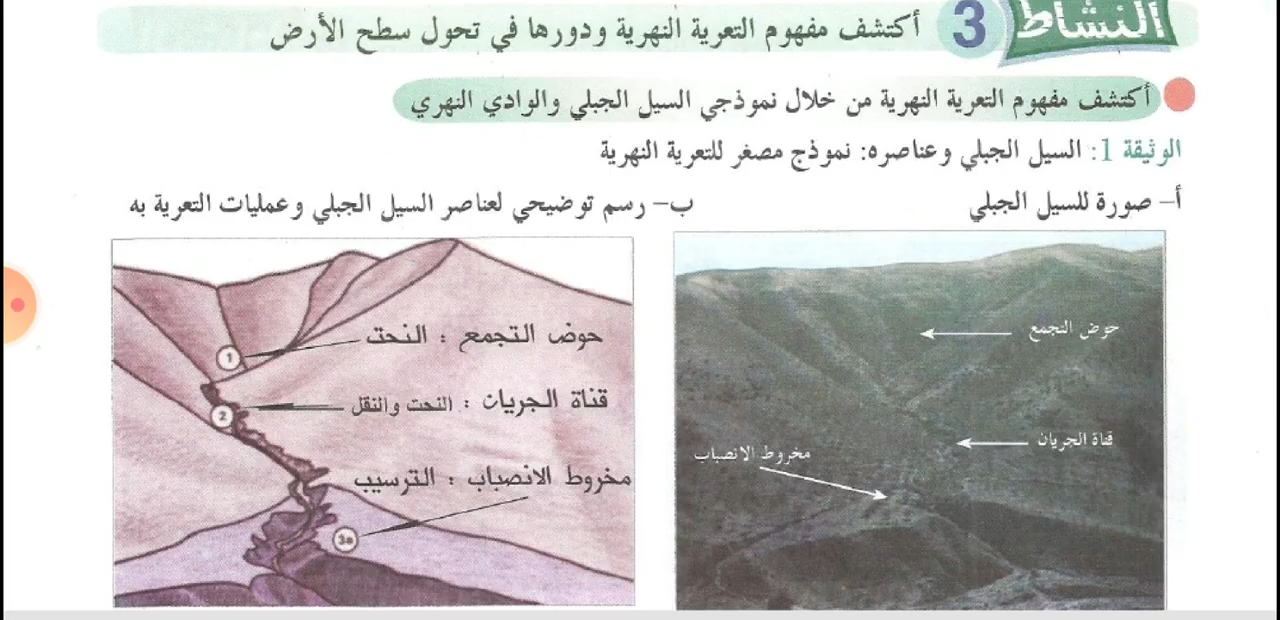 النشاط 3 أكتشف مفهوم التعرية النهرية ودورها في تحول سطح الأرض
أكتشف مفهوم التعرية النهرية من خلال نموذجي السيل الجبلي والوادي النهري
الوثيقة 1: السيل الجبلي وعناصره: نموذج مصغر للتعرية النهرية
أ- صورة للسيل الجبلي
ب- رسم توضيحي لعناصر السيل الجبلي وعمليات التعرية به
حوض التجمع
قناة الجريان
مخروط الانصباب
حوض التجمع : النحت
1
قناة الجريان : النحت والنقل
2
مخروط الانصباب : الترسيب
3a